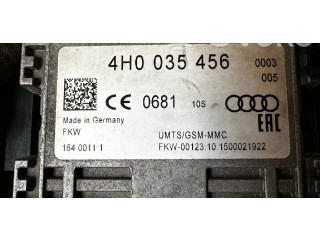 4H0 035 456 0003
005
CE 0681 10S
Made in Germany
FKW
UMTS/GSM-MMC
164 0011 1
FKW-00123.10.1500021922
EAC